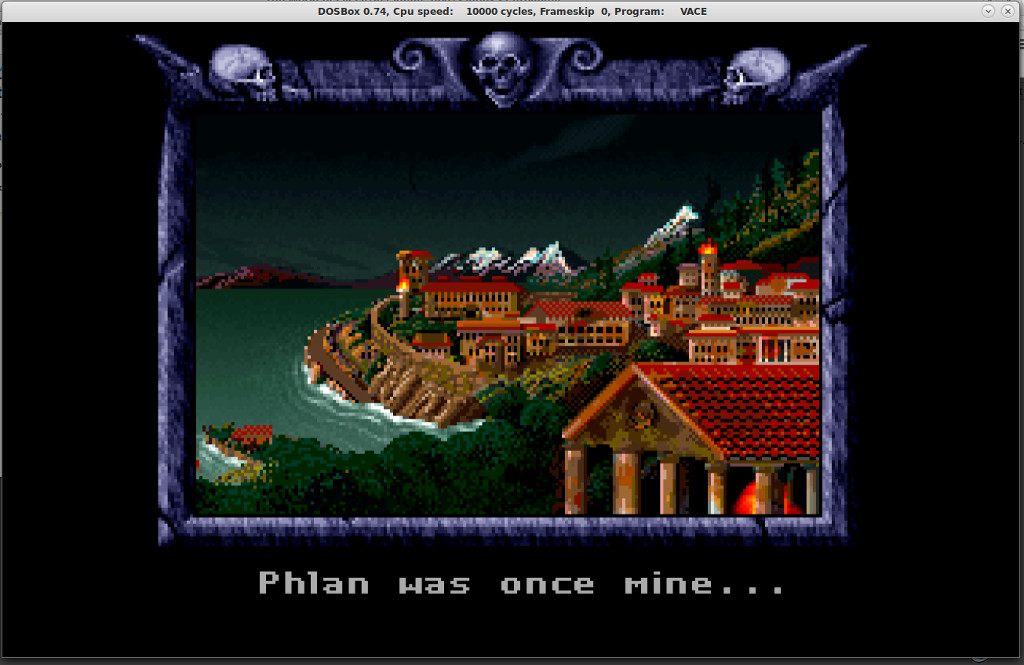 DOSBox 0.74, Cpu speed: 10000 cycles, Frameskip 0, Program: VACE
Phlan was once mine...